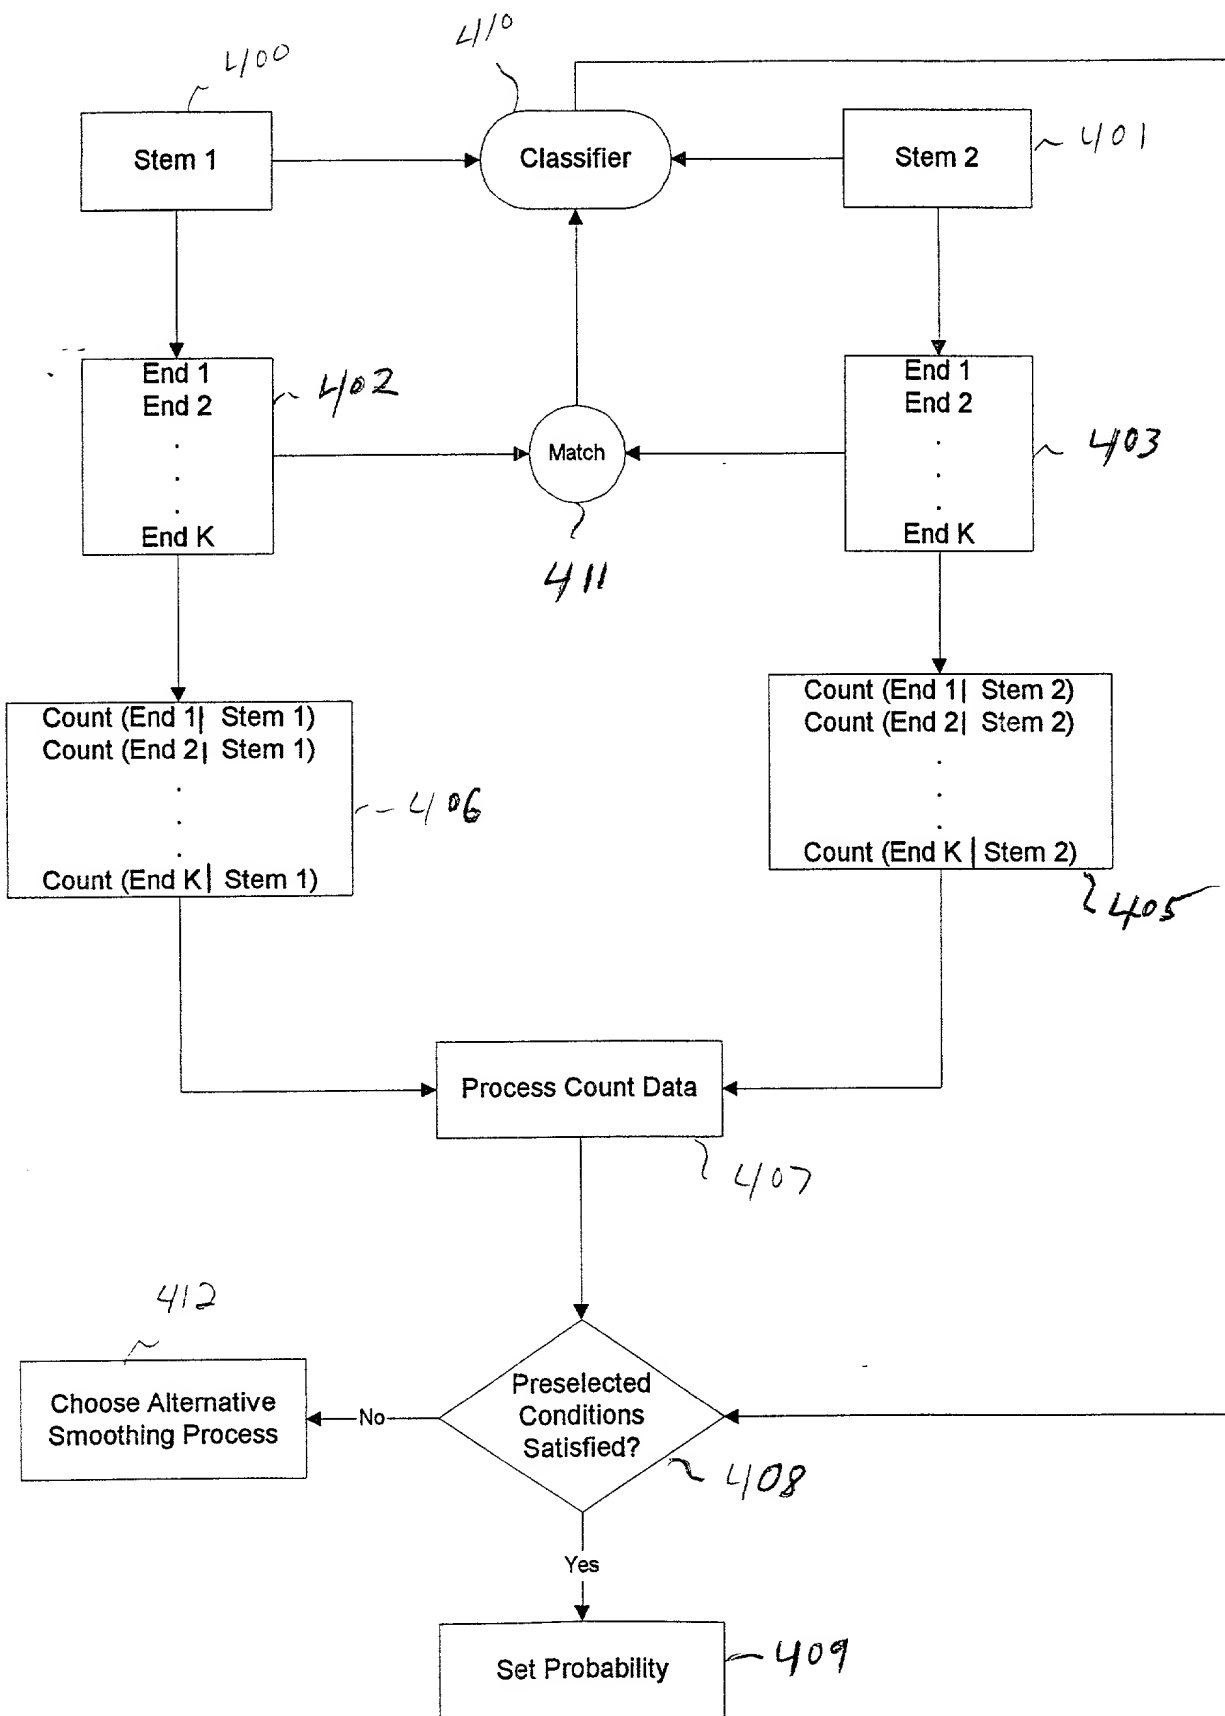 400
410
Stem 1
Classifier
Stem 2
401
End 1
End 2
.
.
.
End K
402
Match
411
End 1
End 2
.
.
.
End K
403
Count (End 1| Stem 1)
Count (End 2| Stem 1)
.
.
.
Count (End K| Stem 1)
406
Count (End 1| Stem 2)
Count (End 2| Stem 2)
.
.
.
Count (End K | Stem 2)
405
Process Count Data
407
412
Choose Alternative
Smoothing Process
No
Preselected
Conditions
Satisfied?
408
Yes
Set Probability
409